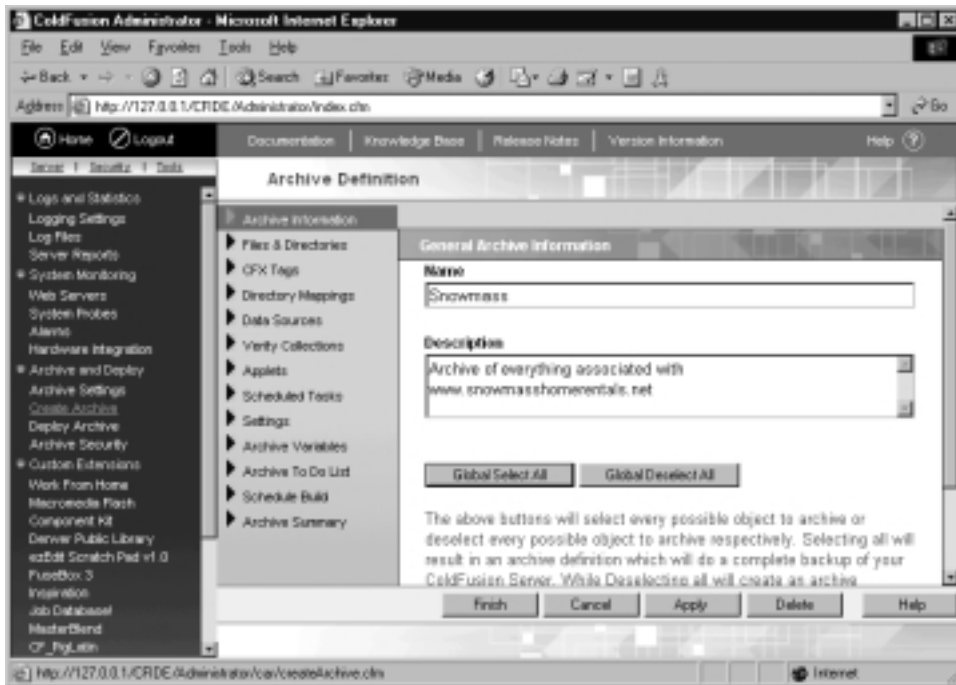 ColdFusion Administrator - Microsoft Internet Explorer
File Edit View Favorites Tools Help
Back Search Favorites Media
Address http://127.0.0.1/CFIDE/Administrator/index.cfm Go
Home Logout Documentation | Knowledge Base | Release Notes | Version Information Help ?
Server | Security | Tools
Archive Definition
Logs and Statistics
Logging Settings
Log Files
Server Reports
System Monitoring
Web Servers
System Probes
Alarms
Hardware Integration
Archive and Deploy
Archive Settings
Create Archive
Deploy Archive
Archive Security
Custom Extensions
Work From Home
Macromedia Flash
Component Kit
Denver Public Library
ezEdit Scratch Pad v1.0
FuseBox 3
Inspiration
Job Database!
MasterBlend
CF_PigLatin
Archive Information
Files & Directories
CFX Tags
Directory Mappings
Data Sources
Verity Collections
Applets
Scheduled Tasks
Settings
Archive Variables
Archive To Do List
Schedule Build
Archive Summary
General Archive Information
Name
Snowmass
Description
Archive of everything associated with
www.snowmasshomerentals.net
Global Select All Global Deselect All
The above buttons will select every possible object to archive or
deselect every possible object to archive respectively. Selecting all will
result in an archive definition which will do a complete backup of your
ColdFusion Server. While Deselecting all will create an archive
Finish Cancel Apply Delete Help
http://127.0.0.1/CFIDE/Administrator/car/createArchive.cfm Internet